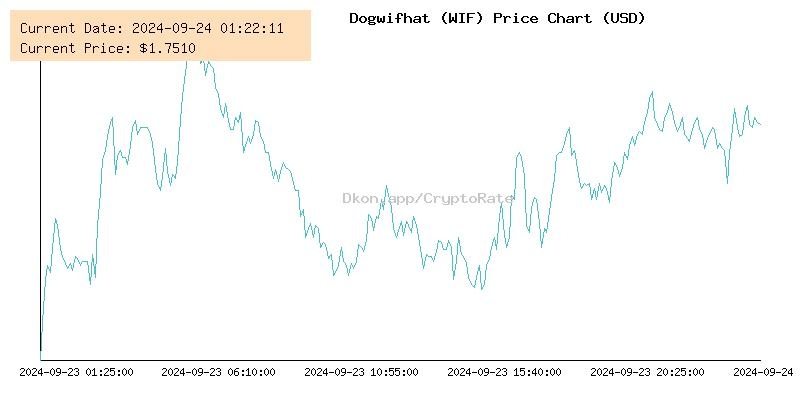 Dogwifhat (WIF) Price Chart (USD)
Current Date: 2024-09-24 01:22:11
Current Price: $1.7510
Dkon.app/CryptoRate
2024-09-23 01:25:00 2024-09-23 06:10:00 2024-09-23 10:55:00 2024-09-23 15:40:00 2024-09-23 20:25:00 2024-09-24